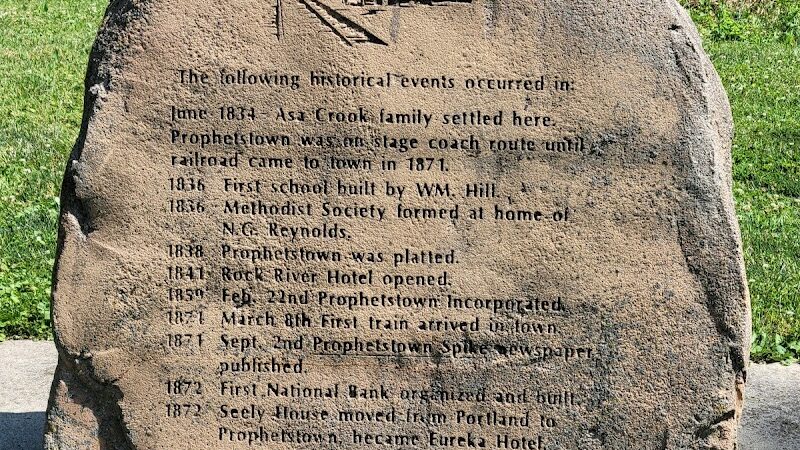 The following historical events occurred in:
June 1834 - Asa Crook family settled here.
Prophetstown was on stage coach route until
railroad came to town in 1871.
1836 First school built by WM. Hill.
1836 Methodist Society formed at home of
N.G. Reynolds.
1838 Prophetstown was platted.
1841 Rock River Hotel opened.
1859 Feb. 22nd Prophetstown Incorporated.
1871 March 8th First train arrived in town.
1871 Sept. 2nd Prophetstown Spike newspaper
published.
1872 First National Bank organized and built.
1872 Seely House moved from Portland to
Prophetstown, became Eureka Hotel.